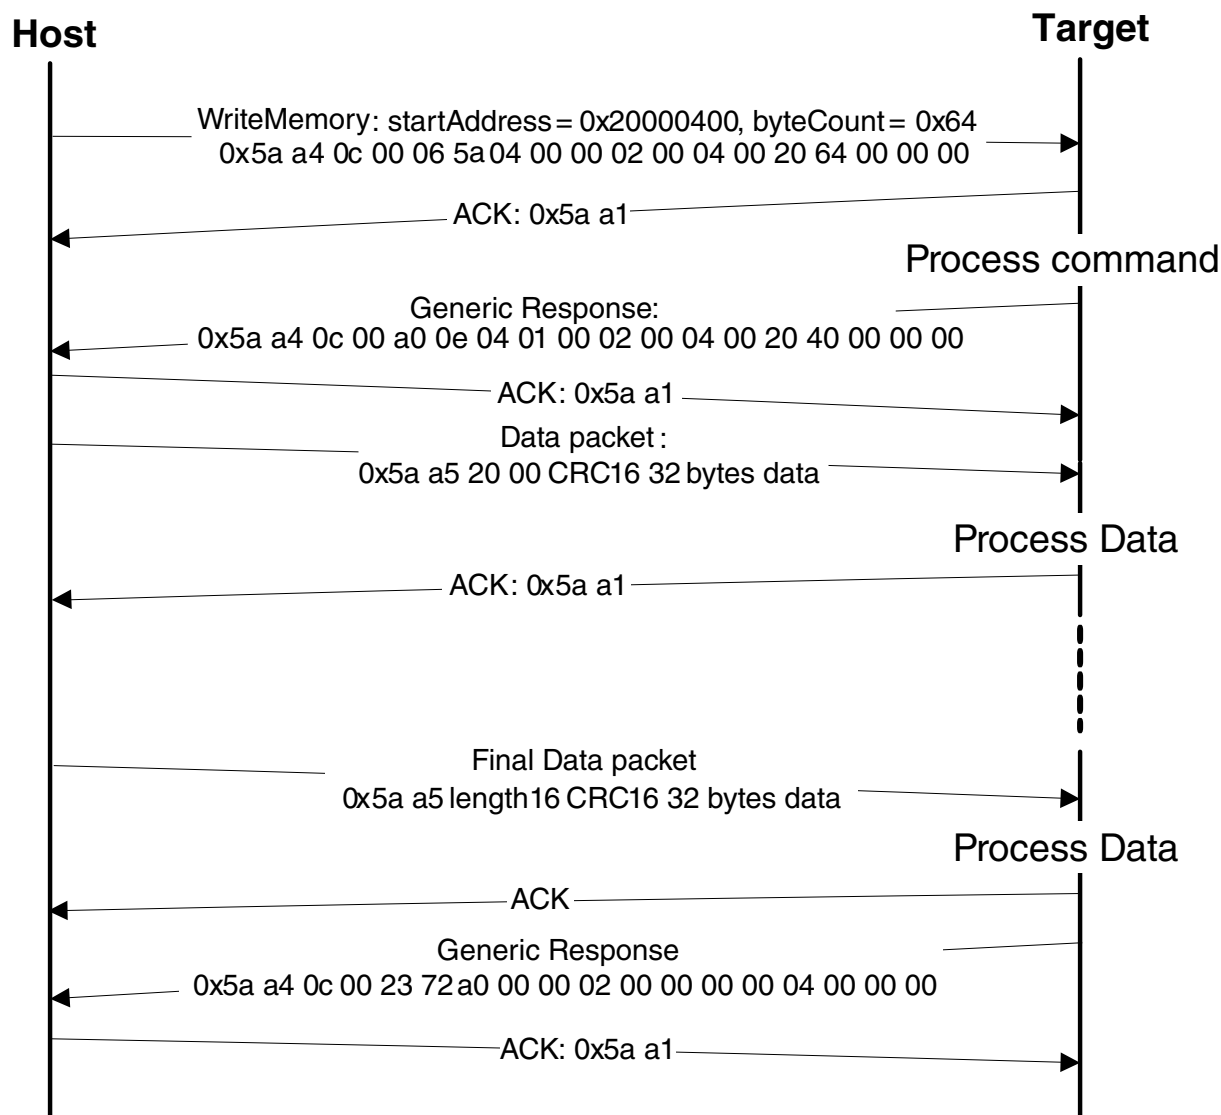 Host
Target
WriteMemory: startAddress = 0x20000400, byteCount = 0x64
0x5a a4 0c 00 06 5a 04 00 00 02 00 04 00 20 64 00 00 00
ACK: 0x5a a1
Process command
Generic Response:
0x5a a4 0c 00 a0 0e 04 01 00 02 00 04 00 20 40 00 00 00
ACK: 0x5a a1
Data packet:
0x5a a5 20 00 CRC16 32 bytes data
Process Data
ACK: 0x5a a1
Final Data packet
0x5a a5 length16 CRC16 32 bytes data
Process Data
ACK
Generic Response
0x5a a4 0c 00 23 72 a0 00 00 02 00 00 00 00 04 00 00 00
ACK: 0x5a a1